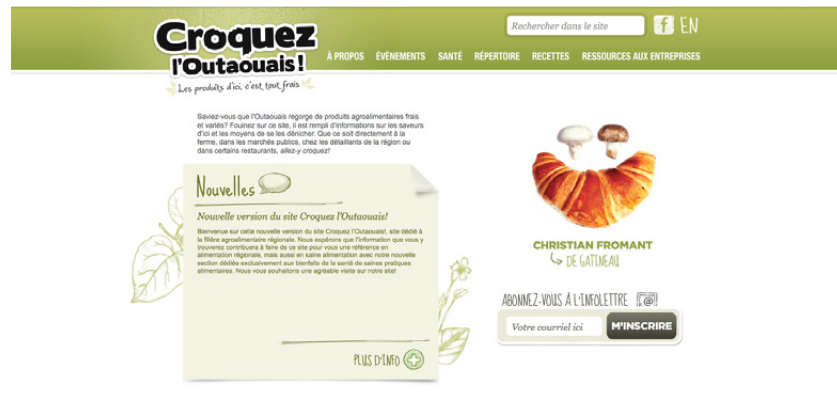 Croquez
l'Outaouais!
Les produits d'ici, c'est tout frais
Rechercher dans le site
f
EN
À PROPOS ÉVÈNEMENTS SANTÉ RÉPERTOIRE RECETTES RESSOURCES AUX ENTREPRISES
Saviez-vous que l'Outaouais regorge de produits agroalimentaires frais
et variés? Fouinez sur ce site, il est rempli d'informations sur les saveurs
d'ici et les moyens de se les dénicher. Que ce soit directement à la
ferme, dans les marchés publics, chez les détaillants de la région ou
dans certains restaurants, allez-y croquez!
Nouvelles
Nouvelle version du site Croquez l'Outaouais!
Bienvenue sur cette nouvelle version du site Croquez l'Outaouais!, site dédié à
la filière agroalimentaire régionale. Nous espérons que l'information que vous y
trouverez contribuera à faire de ce site pour vous une référence en
alimentation régionale, mais aussi en saine alimentation avec notre nouvelle
section dédiée exclusivement aux bienfaits de la santé de saines pratiques
alimentaires. Nous vous souhaitons une agréable visite sur notre site!
PLUS D'INFO
CHRISTIAN FROMANT
DE GATINEAU
ABONNEZ-VOUS À L'INFOLETTRE @
Votre courriel ici
M'INSCRIRE